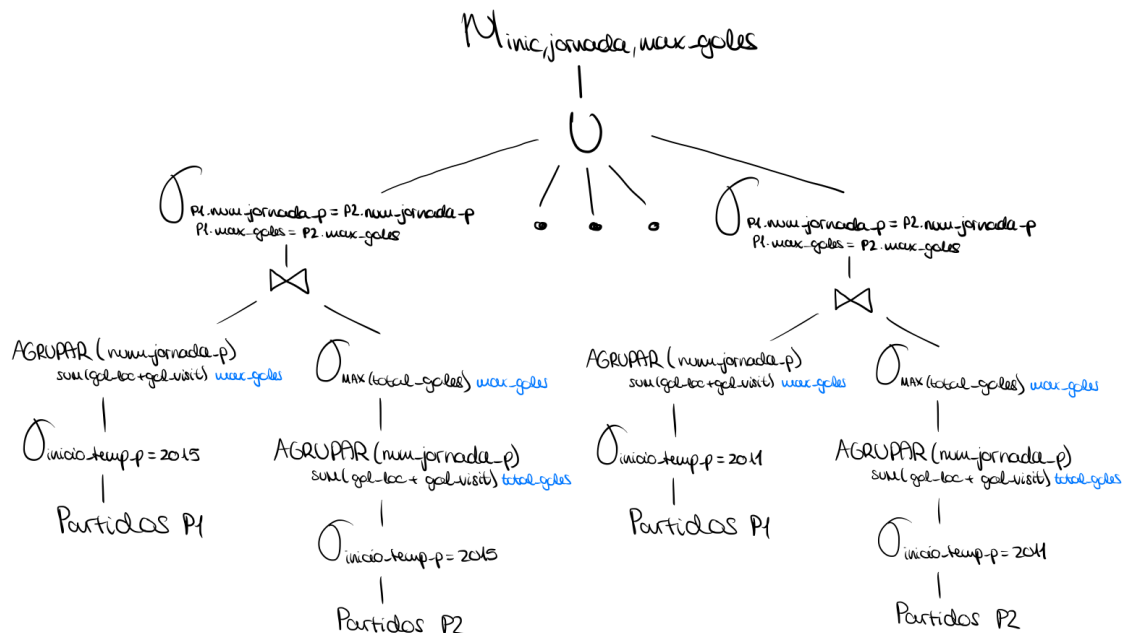 Π inic,jornada,max_goles
U
σ P1.num_jornada_p = P2.num_jornada_p
P1.max_goles = P2.max_goles
⋈
AGRUPAR (num_jornada_p)
SUM(gol_loc+gol_visit) max_goles
σ inicio_temp_p = 2015
Partidos P1
σ MAX(total_goles) max_goles
AGRUPAR (num_jornada_p)
SUM(gol_loc + gol_visit) total_goles
σ inicio_temp_p = 2015
Partidos P2
σ P1.num_jornada_p = P2.num_jornada_p
P1.max_goles = P2.max_goles
⋈
AGRUPAR (num_jornada_p)
SUM(gol_loc+gol_visit) max_goles
σ inicio_temp_p = 2011
Partidos P1
σ MAX(total_goles) max_goles
AGRUPAR (num_jornada_p)
SUM(gol_loc + gol_visit) total_goles
σ inicio_temp_p = 2011
Partidos P2